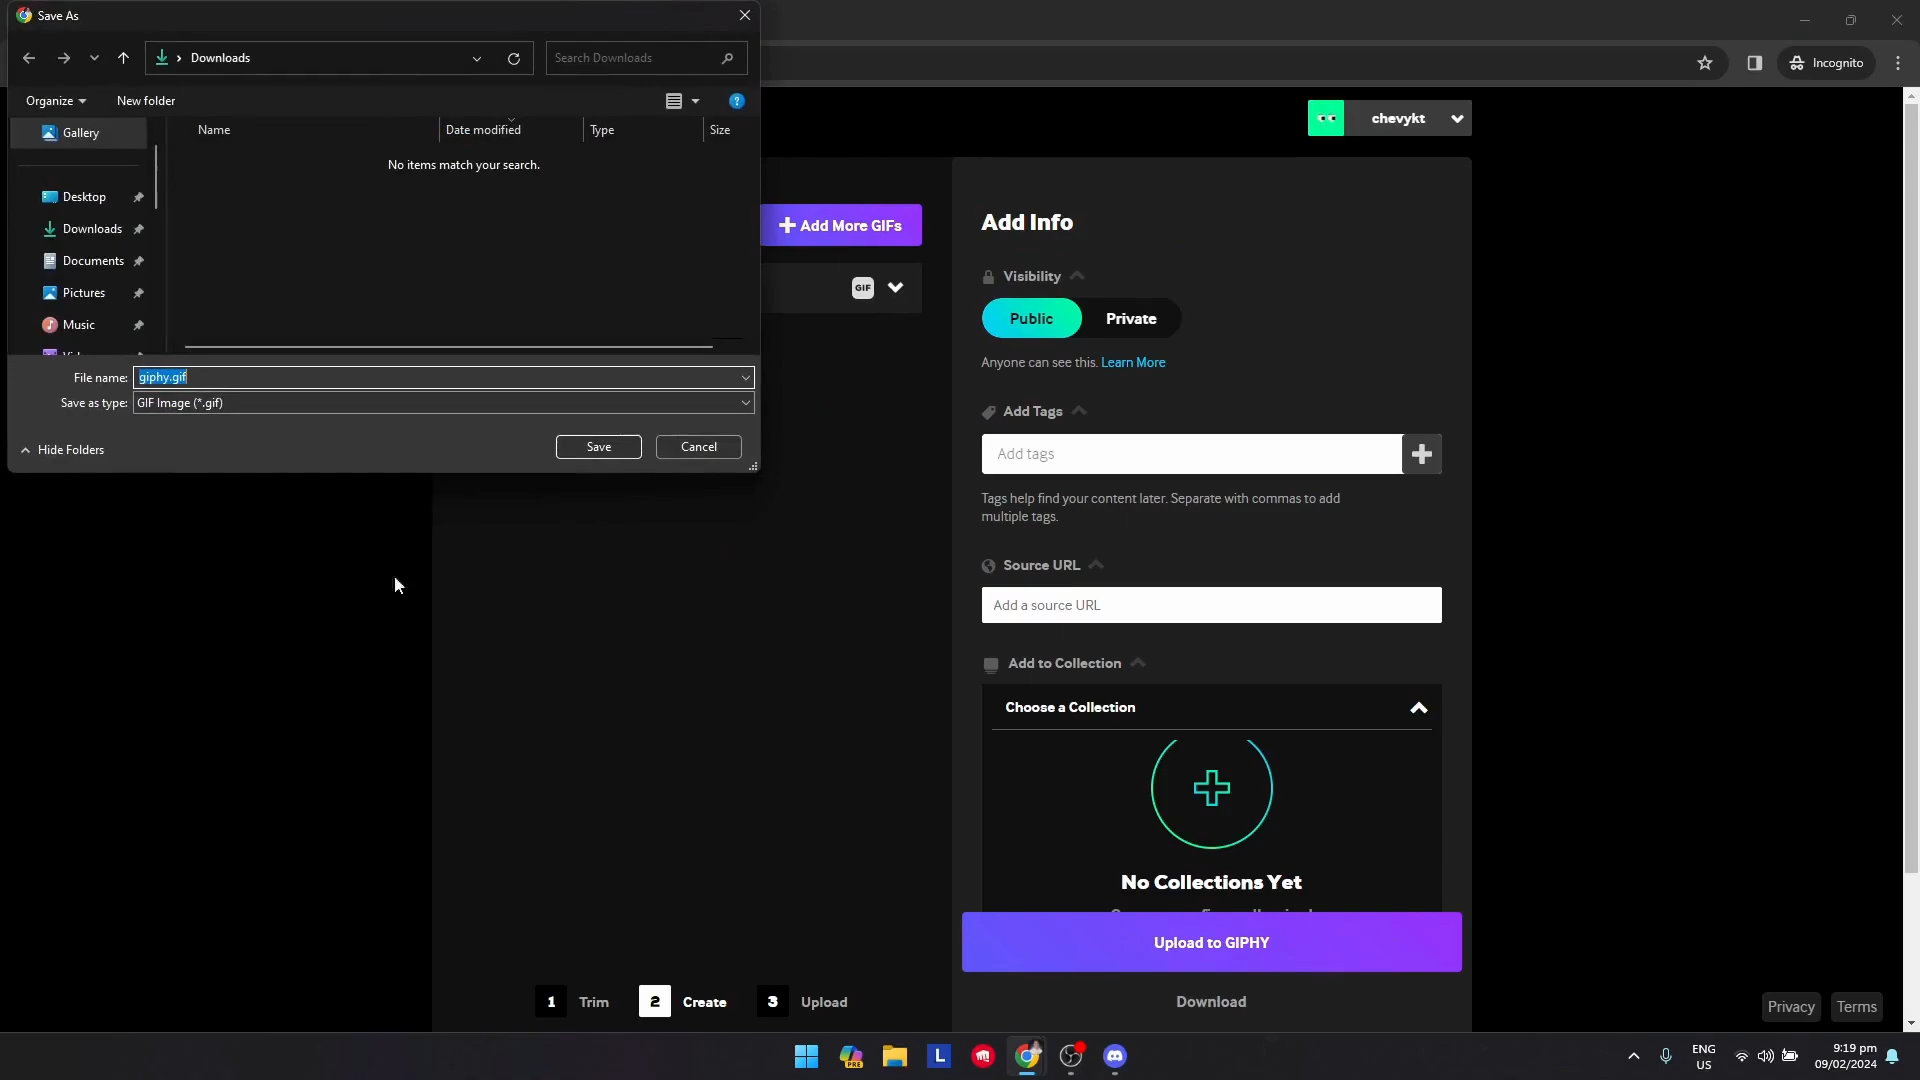 Save As
Downloads
Search Downloads
Incognito
Organize
New folder
?
chevykt
Gallery
Name
Date modified
Type
Size
No items match your search.
Desktop
Downloads
Documents
Pictures
Music
File name:
giphy.gif
Save as type:
GIF Image (*.gif)
Hide Folders
Save
Cancel
Add More GIFs
GIF
Add Info
Visibility
Public
Private
Anyone can see this. Learn More
Add Tags
Add tags
Tags help find your content later. Separate with commas to add
multiple tags.
Source URL
Add a source URL
Add to Collection
Choose a Collection
No Collections Yet
Upload to GIPHY
Download
1 Trim
2 Create
3 Upload
Privacy
Terms
PRE
L
ENG
US
9:19 pm
09/02/2024